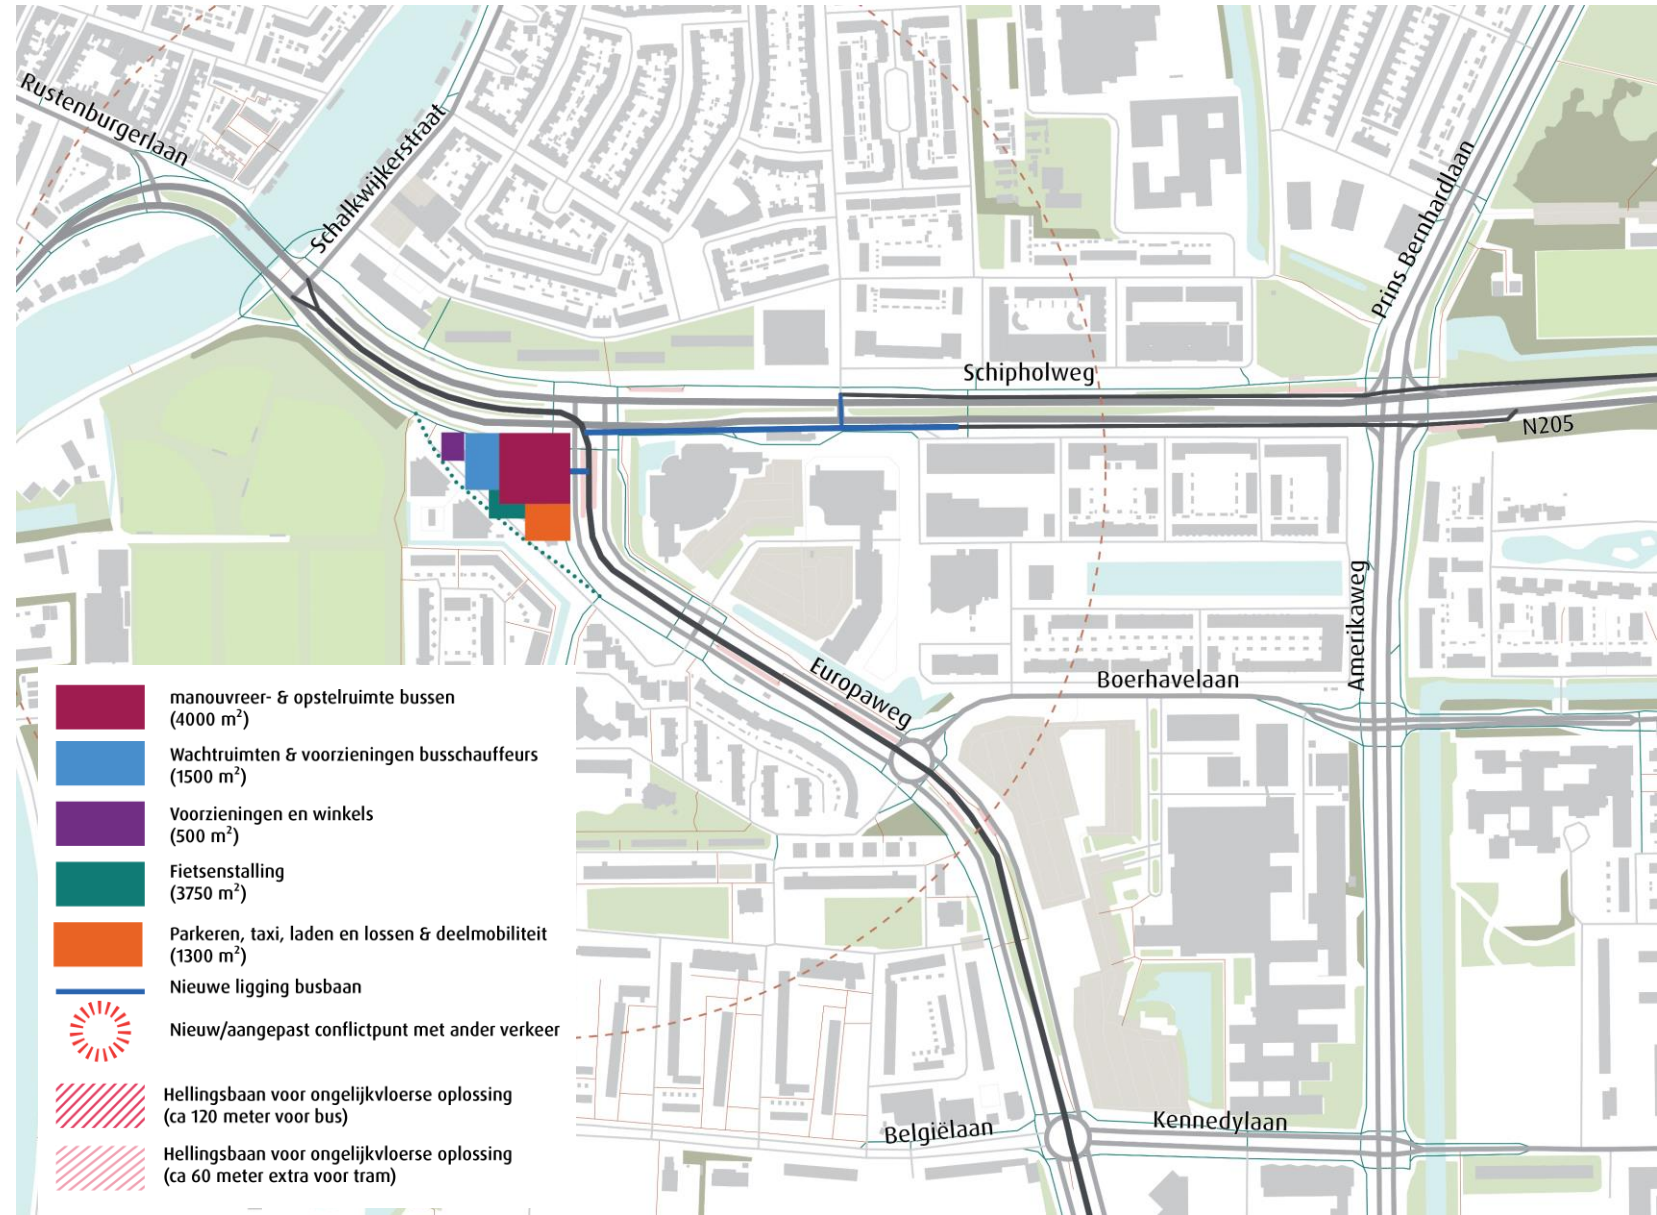 Rustenburgerlaan
Schalkwijkerstraat
Prins Bernhardlaan
Schipholweg
N205
Europaweg
Boerhavelaan
Amerikaweg
Belgiëlaan
Kennedylaan
manouvreer- & opstelruimte bussen
(4000 m²)
Wachtruimten & voorzieningen busschauffeurs
(1500 m²)
Voorzieningen en winkels
(500 m²)
Fietsenstalling
(3750 m²)
Parkeren, taxi, laden en lossen & deelmobiliteit
(1300 m²)
Nieuwe ligging busbaan
Nieuw/aangepast conflictpunt met ander verkeer
Hellingsbaan voor ongelijkvloerse oplossing
(ca 120 meter voor bus)
Hellingsbaan voor ongelijkvloerse oplossing
(ca 60 meter extra voor tram)